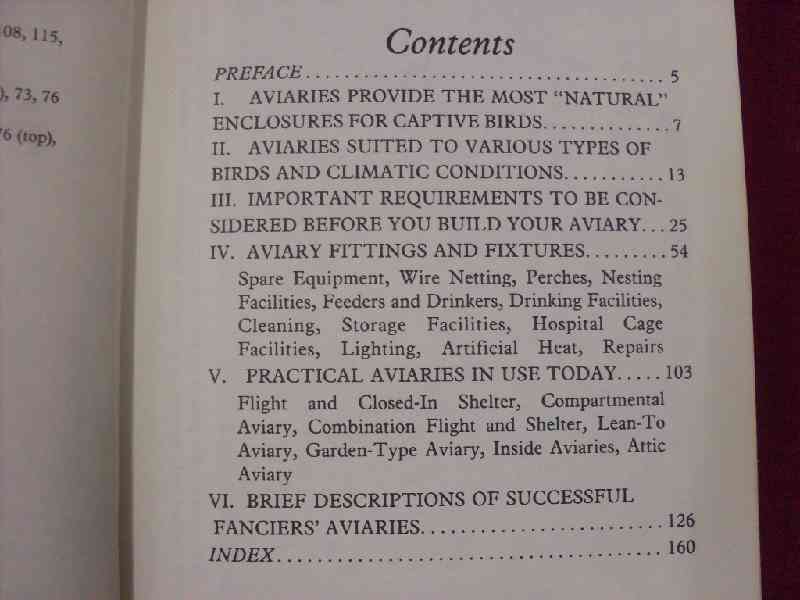 08, 115,
), 73, 76
76 (top),
Contents
PREFACE.....................................5
I. AVIARIES PROVIDE THE MOST "NATURAL"
ENCLOSURES FOR CAPTIVE BIRDS.............7
II. AVIARIES SUITED TO VARIOUS TYPES OF
BIRDS AND CLIMATIC CONDITIONS...........13
III. IMPORTANT REQUIREMENTS TO BE CON-
SIDERED BEFORE YOU BUILD YOUR AVIARY...25
IV. AVIARY FITTINGS AND FIXTURES.........54
Spare Equipment, Wire Netting, Perches, Nesting
Facilities, Feeders and Drinkers, Drinking Facilities,
Cleaning, Storage Facilities, Hospital Cage
Facilities, Lighting, Artificial Heat, Repairs
V. PRACTICAL AVIARIES IN USE TODAY.....103
Flight and Closed-In Shelter, Compartmental
Aviary, Combination Flight and Shelter, Lean-To
Aviary, Garden-Type Aviary, Inside Aviaries, Attic
Aviary
VI. BRIEF DESCRIPTIONS OF SUCCESSFUL
FANCIERS' AVIARIES.........................126
INDEX........................................160